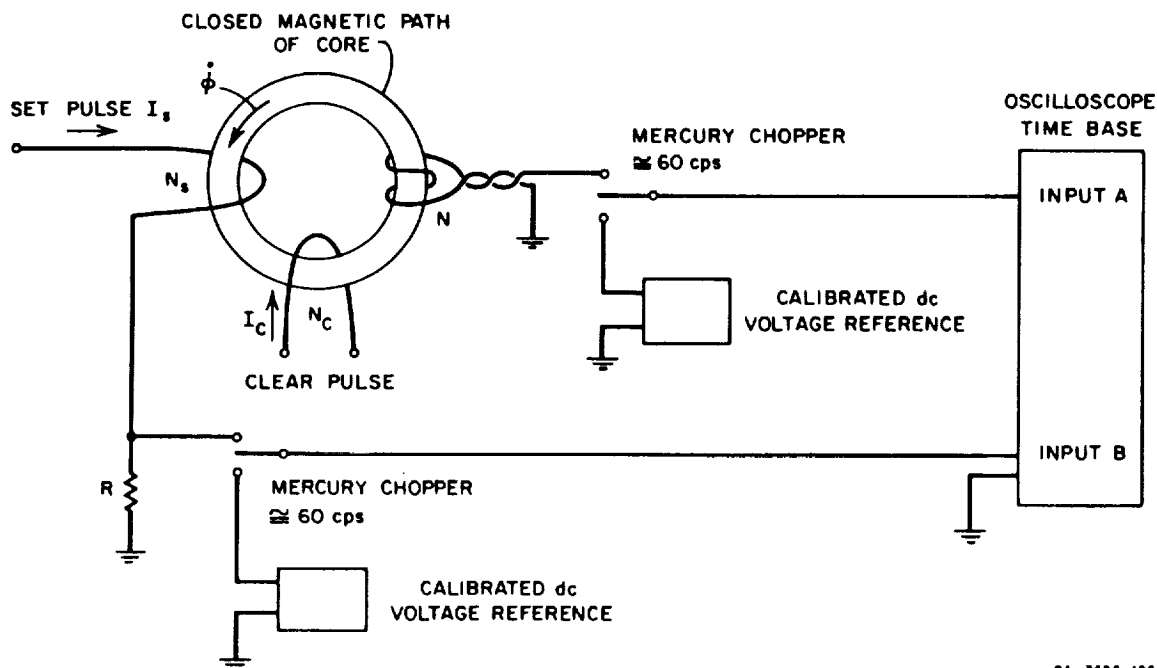 CLOSED MAGNETIC PATH
OF CORE
φ̇
SET PULSE Is
Ns
N
Ic
Nc
CLEAR PULSE
MERCURY CHOPPER
≅ 60 cps
CALIBRATED dc
VOLTAGE REFERENCE
OSCILLOSCOPE
TIME BASE
INPUT A
INPUT B
R
MERCURY CHOPPER
≅ 60 cps
CALIBRATED dc
VOLTAGE REFERENCE